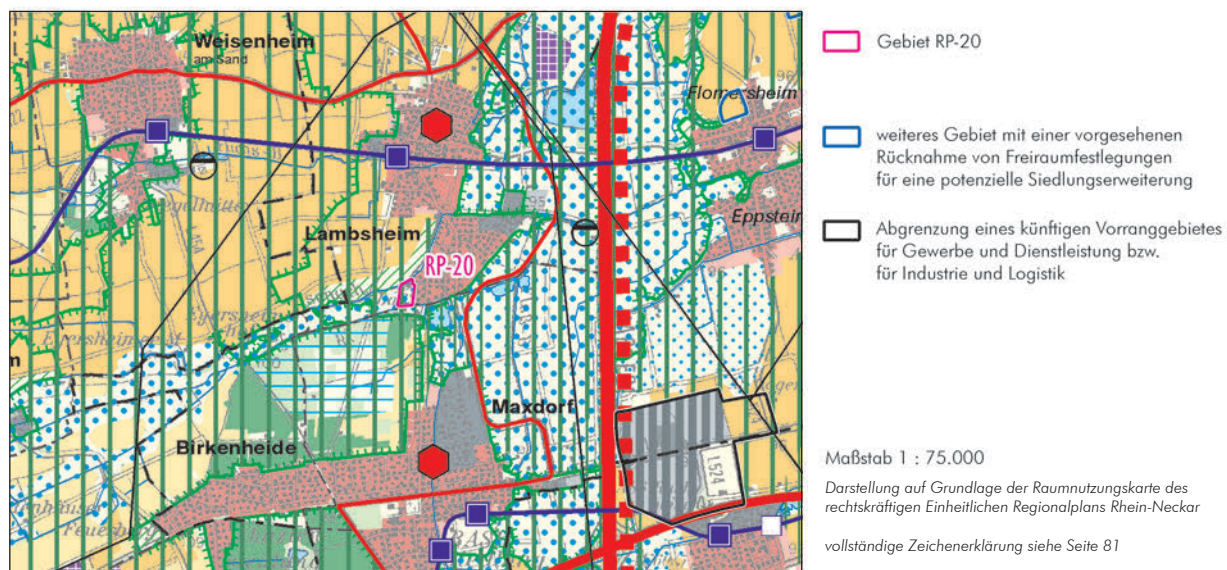 Weisenheim
am Sand
Flomersheim
Lambsheim
Eppstein
95
RP-20
Maxdorf
Birkenheide
L524
Gebiet RP-20
weiteres Gebiet mit einer vorgesehenen
Rücknahme von Freiraumfestlegungen
für eine potenzielle Siedlungserweiterung
Abgrenzung eines künftigen Vorranggebietes
für Gewerbe und Dienstleistung bzw.
für Industrie und Logistik
Maßstab 1 : 75.000
Darstellung auf Grundlage der Raumnutzungskarte des
rechtskräftigen Einheitlichen Regionalplans Rhein-Neckar
vollständige Zeichenerklärung siehe Seite 81